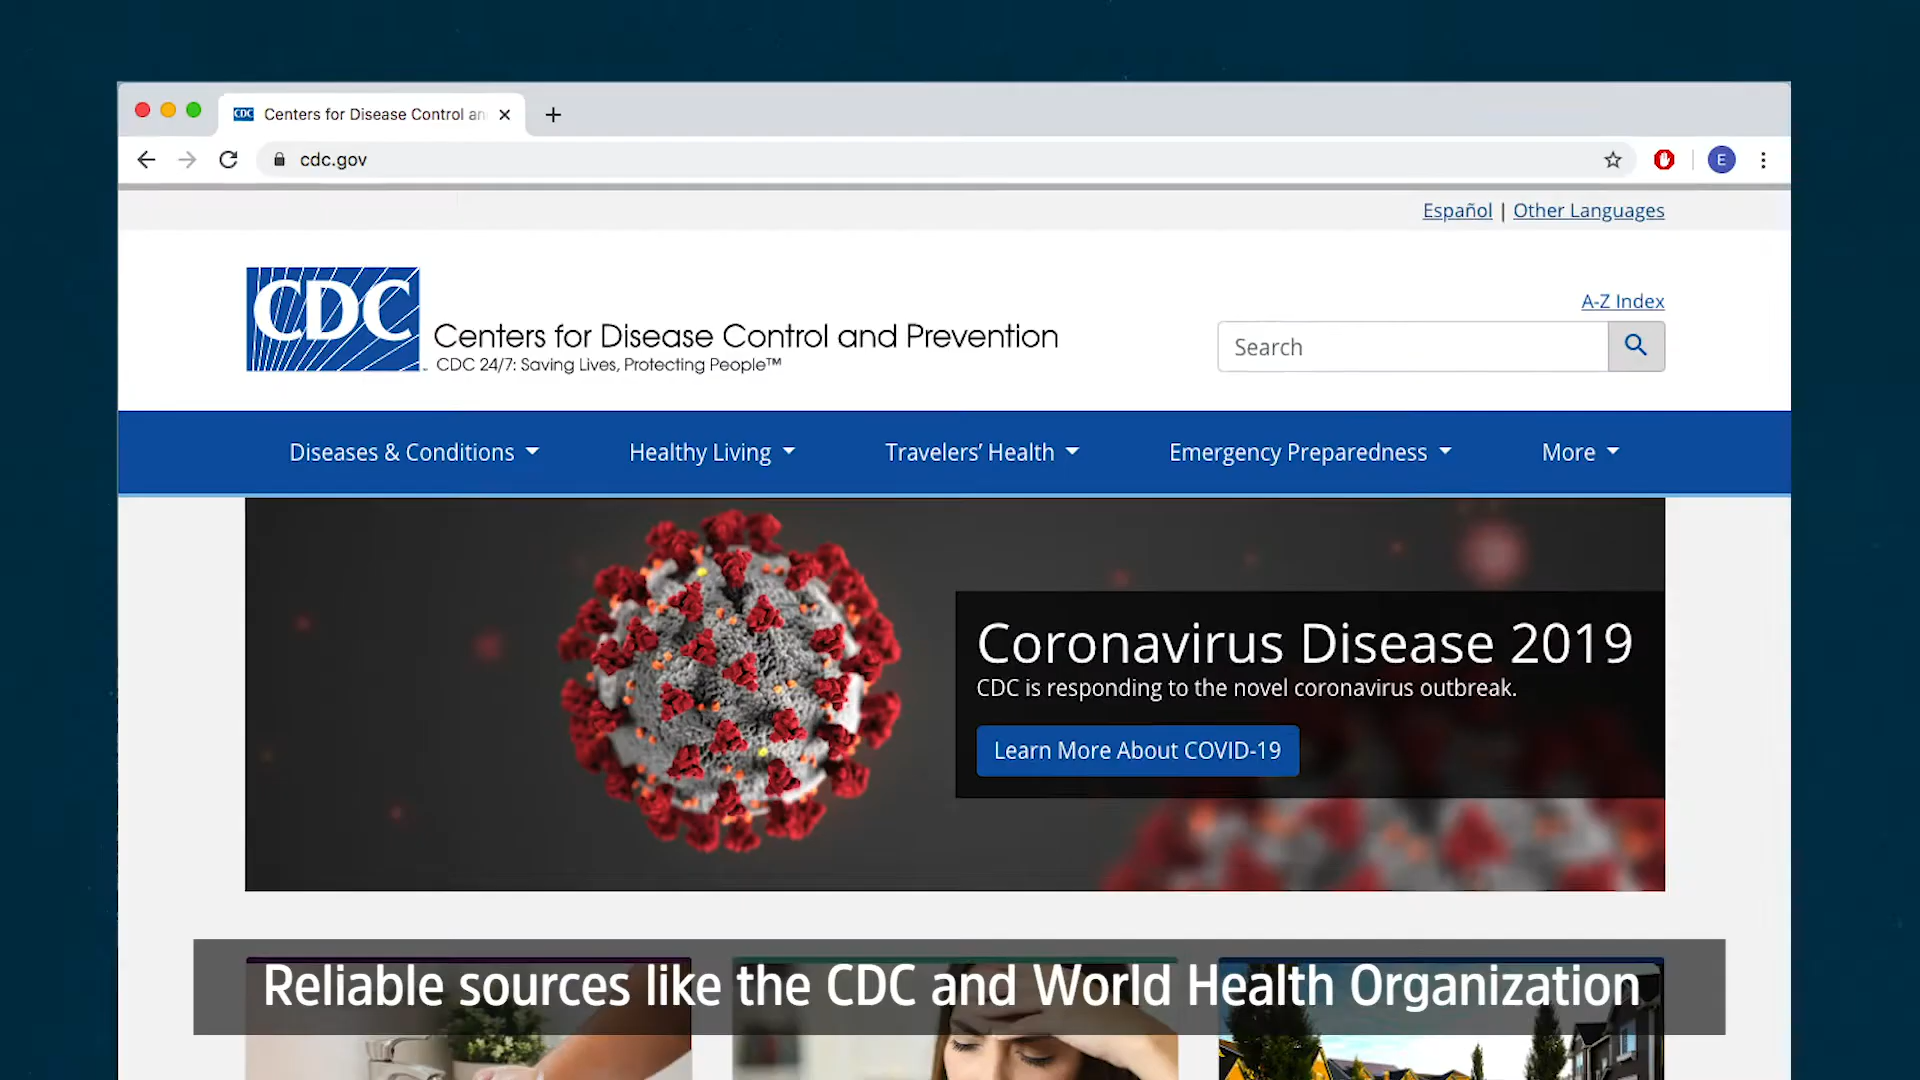 CDC Centers for Disease Control an
cdc.gov
E
Español | Other Languages
CDC
Centers for Disease Control and Prevention
CDC 24/7: Saving Lives, Protecting People™
A-Z Index
Search
Diseases & Conditions
Healthy Living
Travelers’ Health
Emergency Preparedness
More
Coronavirus Disease 2019
CDC is responding to the novel coronavirus outbreak.
Learn More About COVID-19
Reliable sources like the CDC and World Health Organization